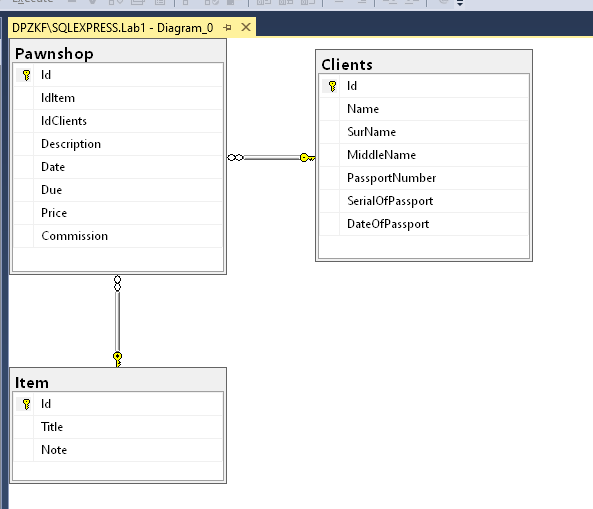 DPZKF\SQLEXPRESS.Lab1 - Diagram_0
Pawnshop
Id
IdItem
IdClients
Description
Date
Due
Price
Commission
Clients
Id
Name
SurName
MiddleName
PassportNumber
SerialOfPassport
DateOfPassport
Item
Id
Title
Note